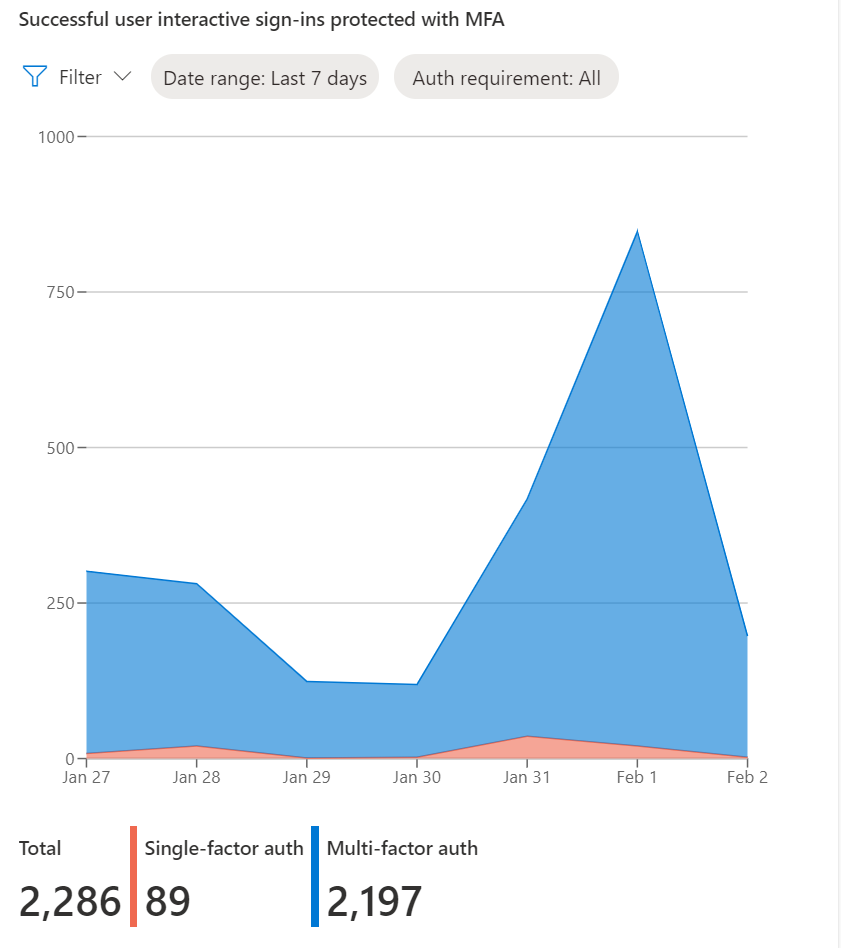 Successful user interactive sign-ins protected with MFA
Filter Date range: Last 7 days Auth requirement: All
1000
750
500
250
0
Jan 27 Jan 28 Jan 29 Jan 30 Jan 31 Feb 1 Feb 2
Total Single-factor auth Multi-factor auth
2,286 89 2,197